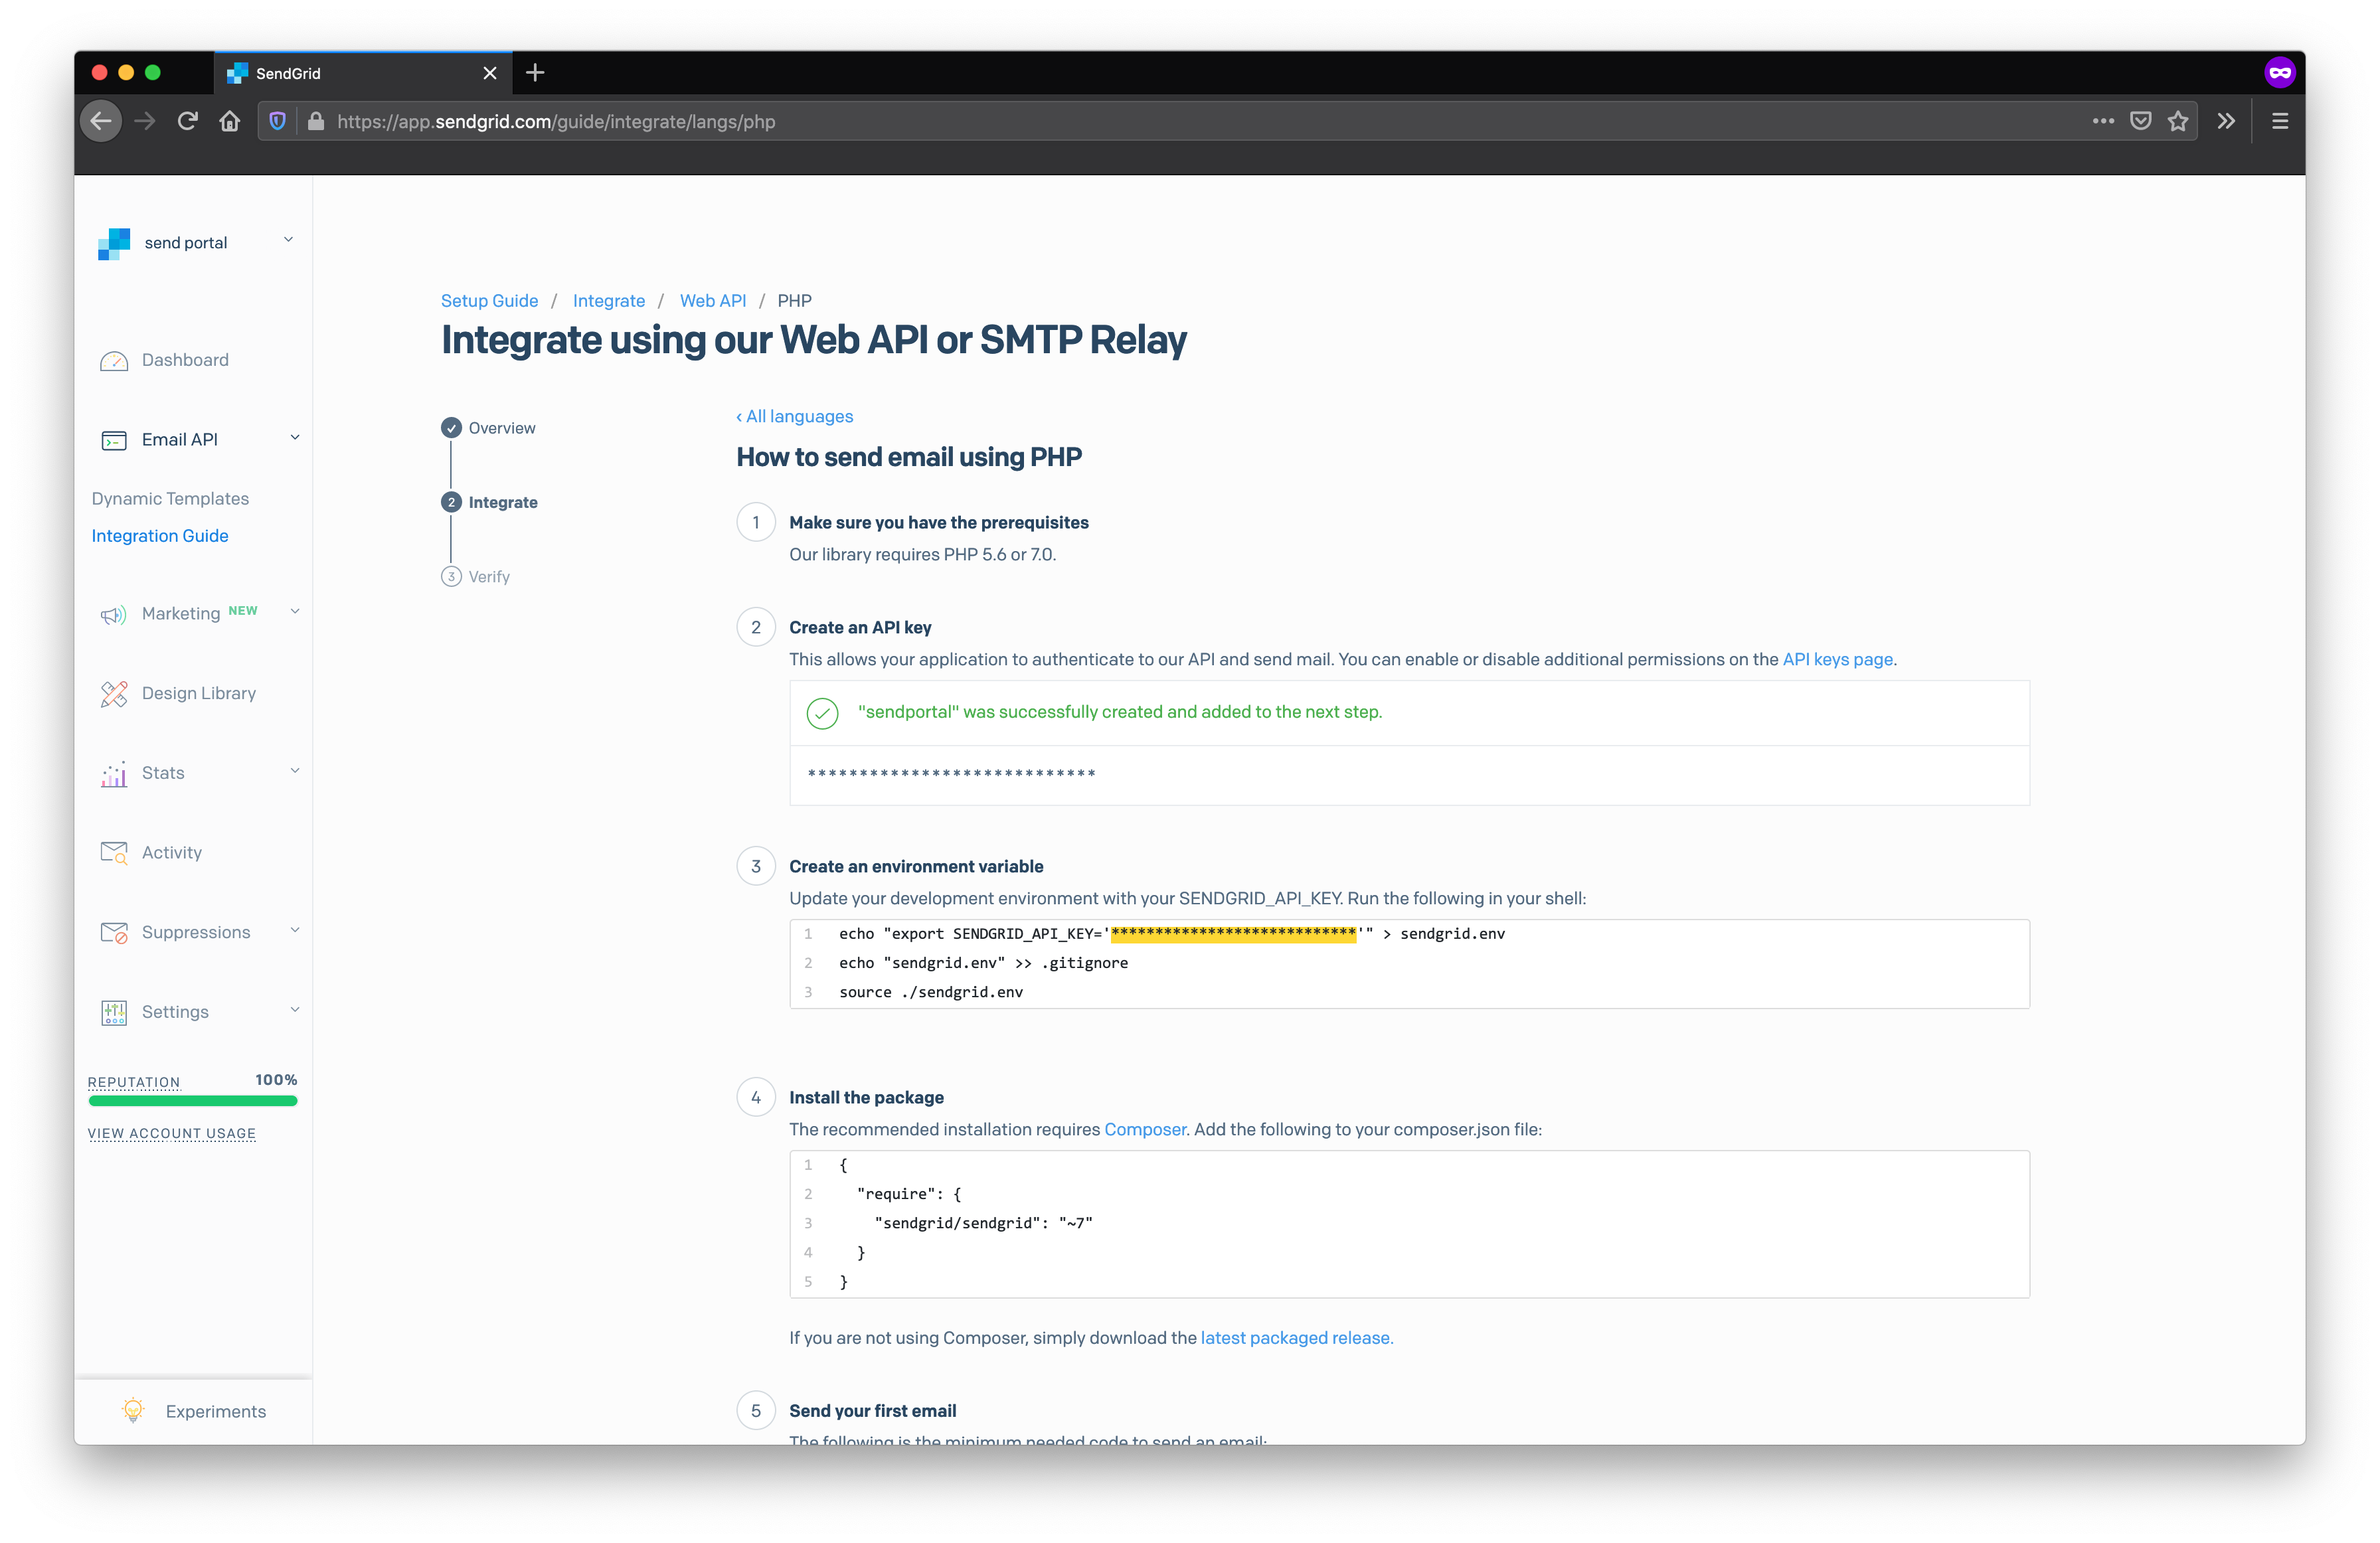 SendGrid
https://app.sendgrid.com/guide/integrate/langs/php
send portal
Dashboard
Email API
Dynamic Templates
Integration Guide
Marketing NEW
Design Library
Stats
Activity
Suppressions
Settings
REPUTATION 100%
VIEW ACCOUNT USAGE
Experiments
Setup Guide / Integrate / Web API / PHP
Integrate using our Web API or SMTP Relay
Overview
2 Integrate
3 Verify
‹ All languages
How to send email using PHP
1 Make sure you have the prerequisites
Our library requires PHP 5.6 or 7.0.
2 Create an API key
This allows your application to authenticate to our API and send mail. You can enable or disable additional permissions on the API keys page.
"sendportal" was successfully created and added to the next step.
****************************
3 Create an environment variable
Update your development environment with your SENDGRID_API_KEY. Run the following in your shell:
1 echo "export SENDGRID_API_KEY='****************************'" > sendgrid.env
2 echo "sendgrid.env" >> .gitignore
3 source ./sendgrid.env
4 Install the package
The recommended installation requires Composer. Add the following to your composer.json file:
1 {
2 "require": {
3 "sendgrid/sendgrid": "~7"
4 }
5 }
If you are not using Composer, simply download the latest packaged release.
5 Send your first email
The following is the minimum needed code to send an email: